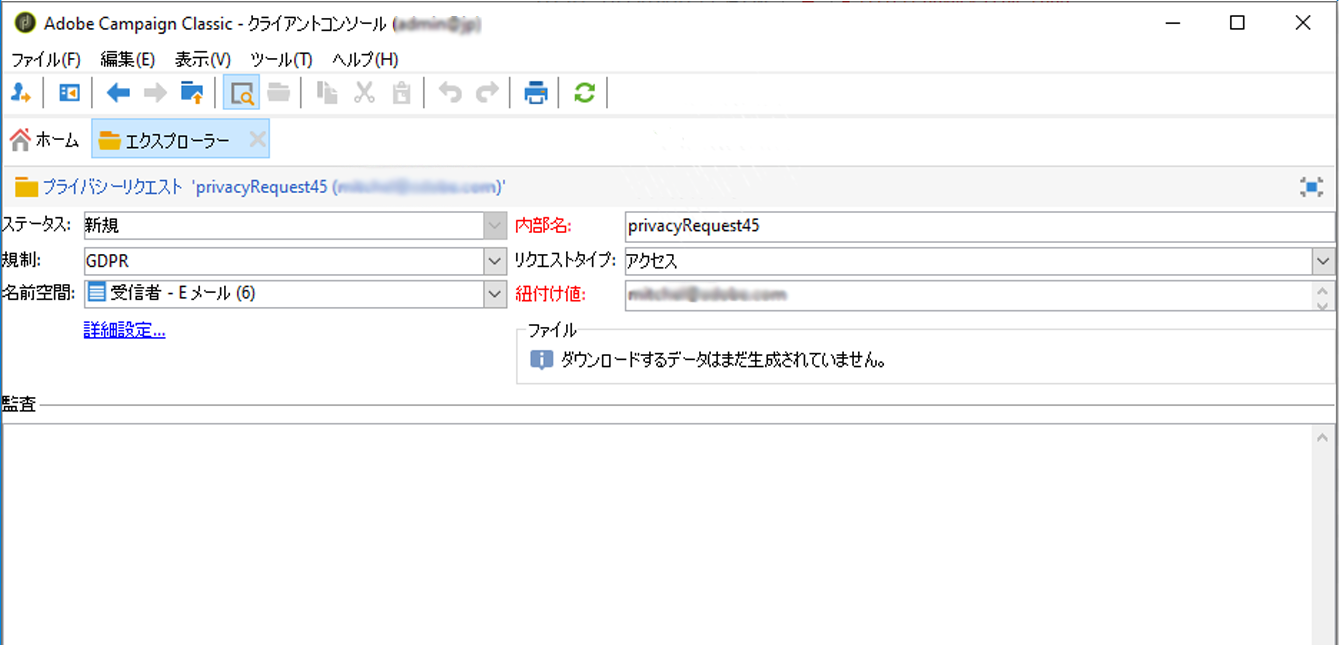 Adobe Campaign Classic - クライアントコンソール
ファイル(F) 編集(E) 表示(V) ツール(T) ヘルプ(H)
ホーム エクスプローラー
プライバシーリクエスト 'privacyRequest45 (
ステータス: 新規 内部名: privacyRequest45
規制: GDPR リクエストタイプ: アクセス
名前空間: 受信者 - E メール (6) 紐付け値:
詳細設定...
ファイル
ダウンロードするデータはまだ生成されていません。
監査